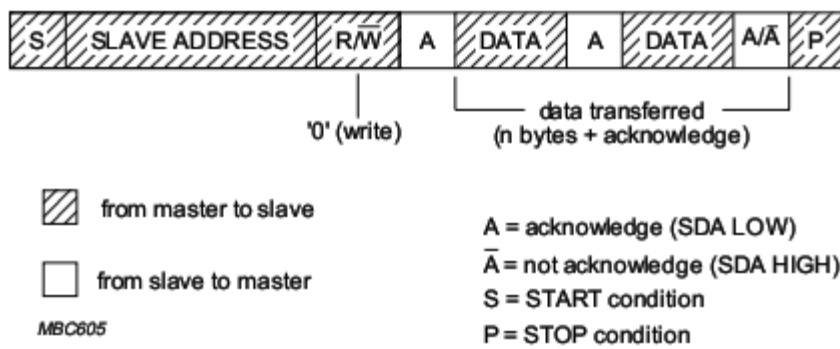 S SLAVE ADDRESS R/W̅ A DATA A DATA A/A̅ P
data transferred
'0' (write)
(n bytes + acknowledge)
from master to slave
A = acknowledge (SDA LOW)
A̅ = not acknowledge (SDA HIGH)
from slave to master
S = START condition
MBC605
P = STOP condition